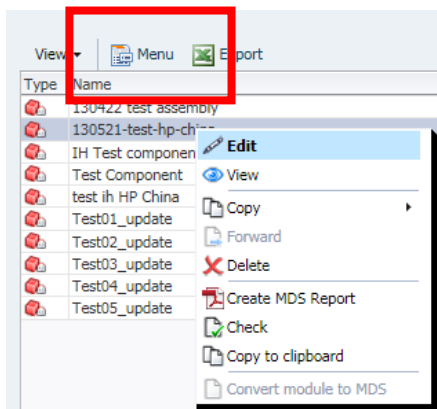 View Menu Export
Type Name
130422 test assembly
130521-test-hp-china
IH Test componen
Test Component
test ih HP China
Test01_update
Test02_update
Test03_update
Test04_update
Test05_update
Edit
View
Copy
Forward
Delete
Create MDS Report
Check
Copy to clipboard
Convert module to MDS